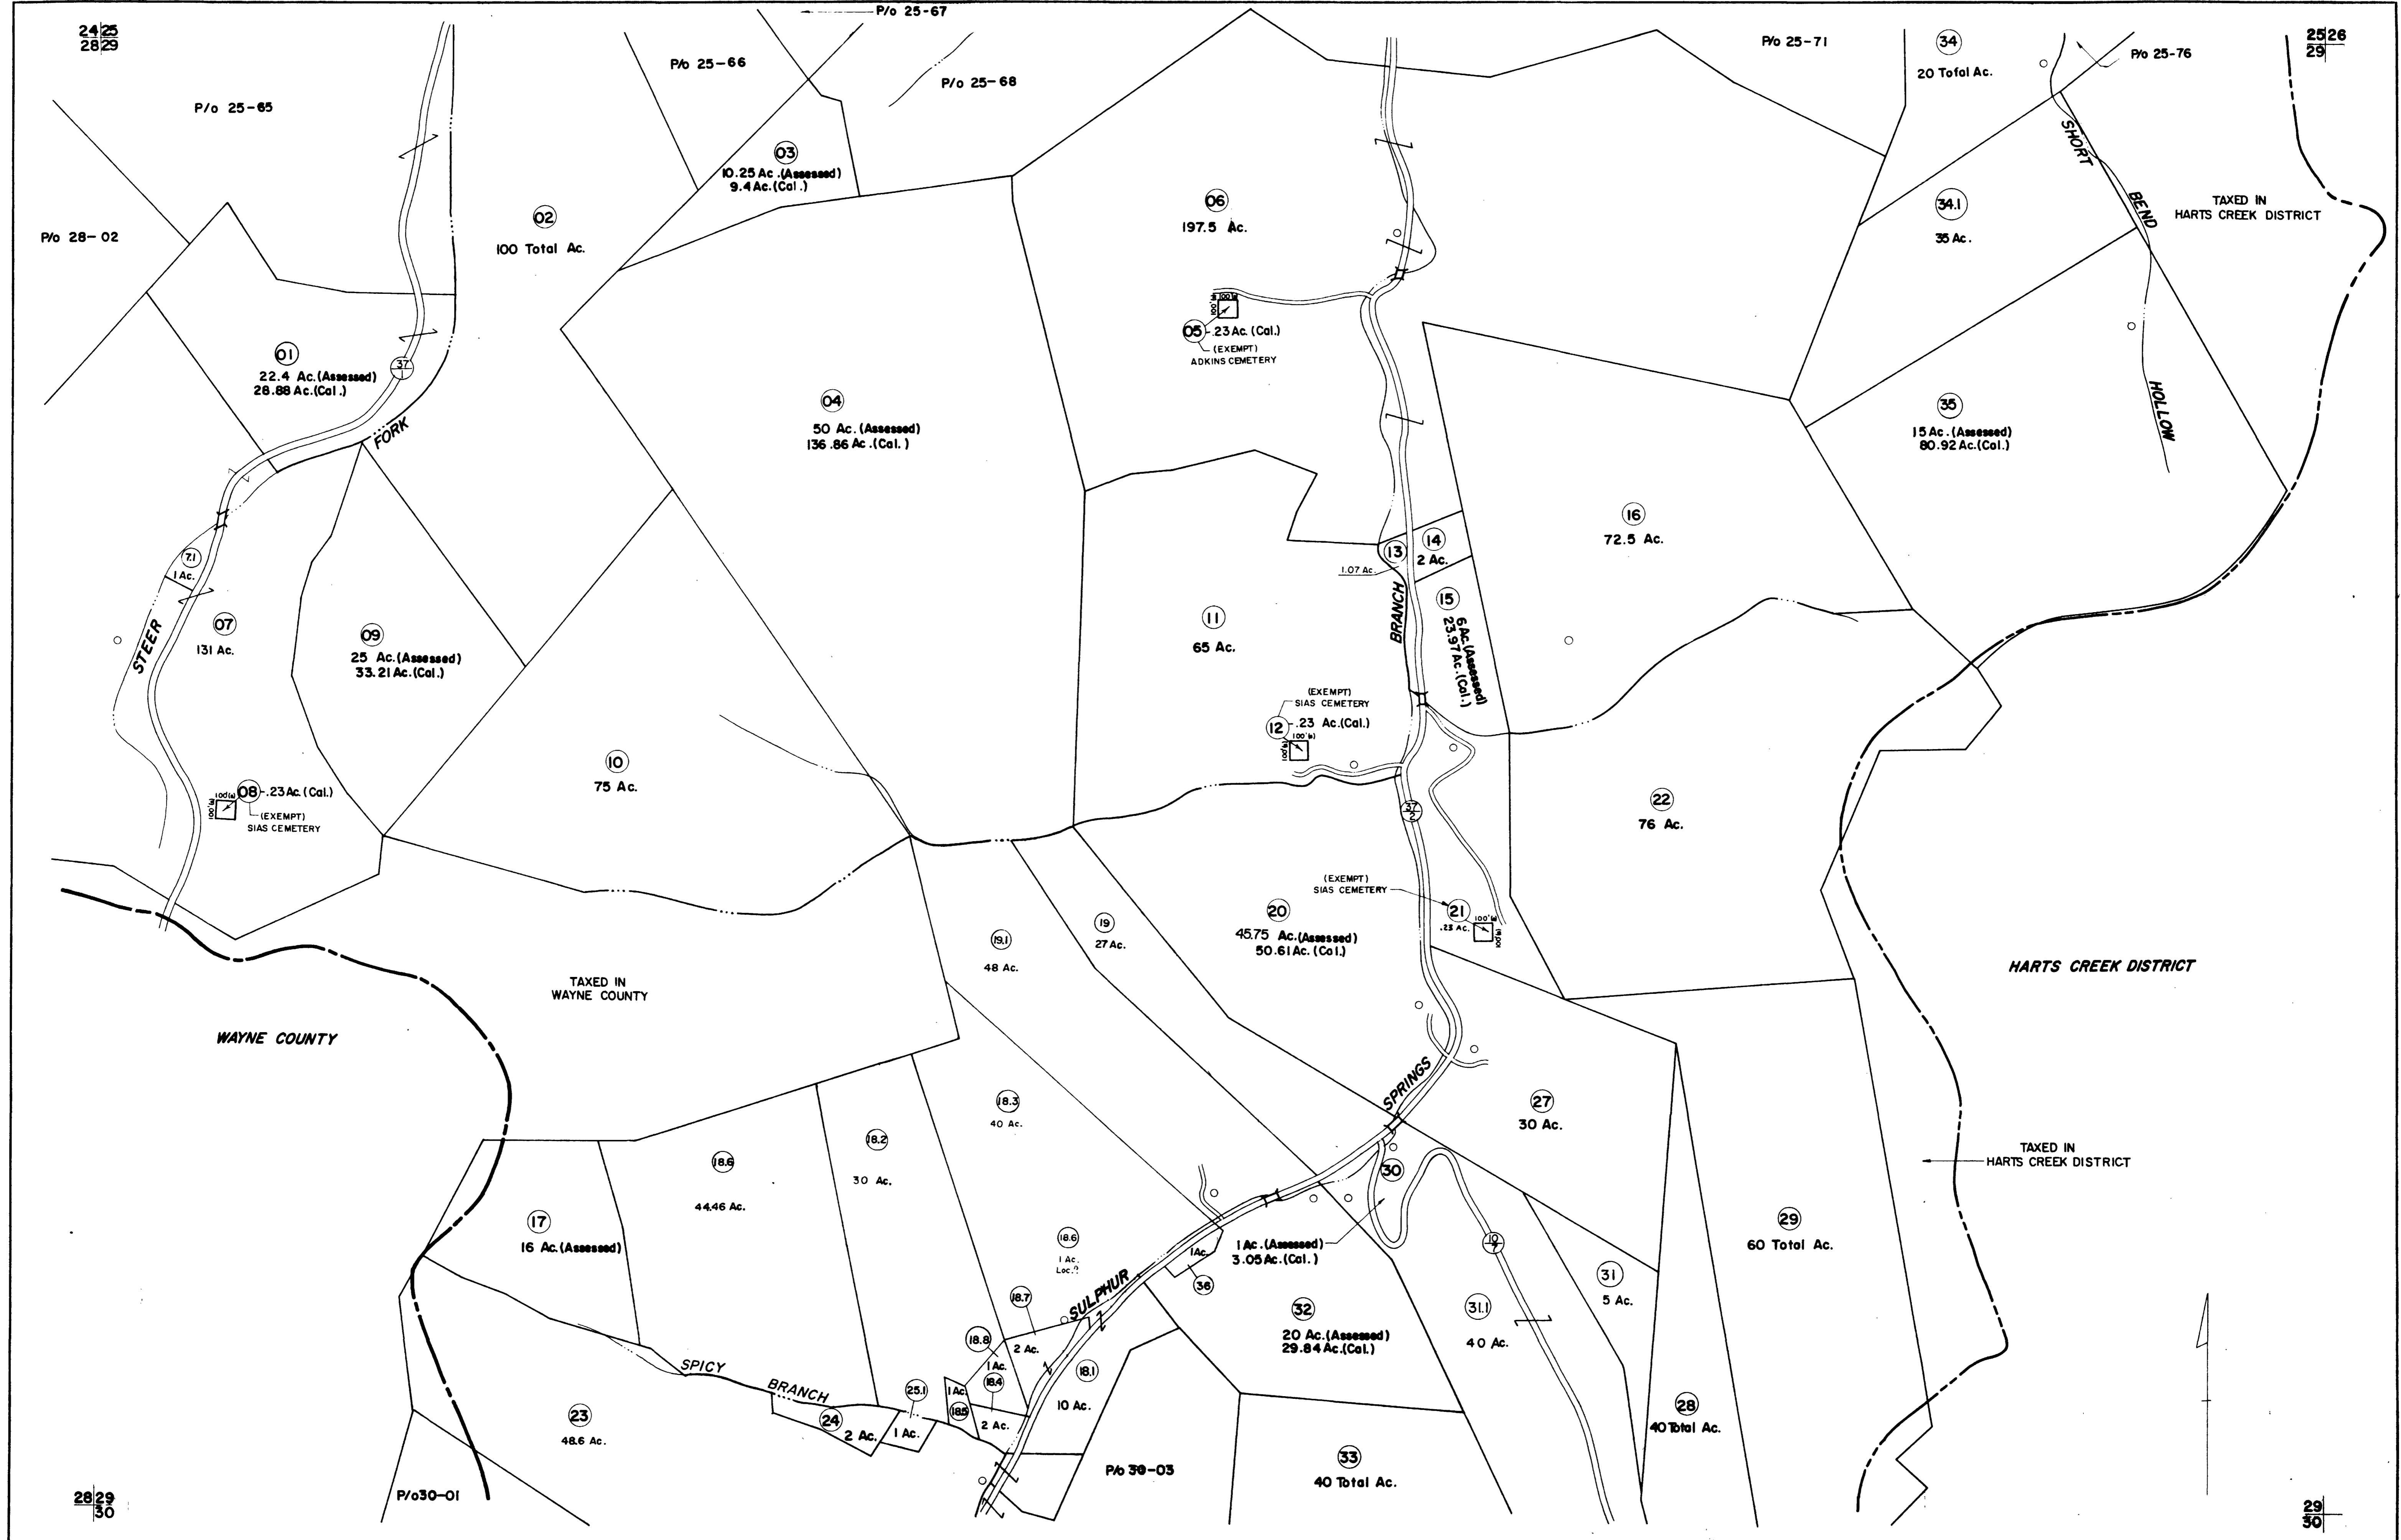 24 25
28 29
P/o 25-67
P/o 25-66
P/o 25-68
P/o 25-71
34
20 Total Ac.
P/o 25-76
25 26
29
P/o 25-65
03
10.25 Ac. (Assessed)
9.4 Ac. (Cal.)
SHORT
BEND
HOLLOW
TAXED IN
HARTS CREEK DISTRICT
P/o 28-02
02
100 Total Ac.
06
197.5 Ac.
34.1
35 Ac.
100'(s)
100'(s)
05 - .23 Ac. (Cal.)
(EXEMPT)
ADKINS CEMETERY
01
22.4 Ac. (Assessed)
28.88 Ac. (Cal.)
37
1
FORK
04
50 Ac. (Assessed)
136.86 Ac. (Cal.)
35
15 Ac. (Assessed)
80.92 Ac. (Cal.)
16
72.5 Ac.
13
1.07 Ac.
14
2 Ac.
7.1
1 Ac.
07
131 Ac.
STEER
09
25 Ac. (Assessed)
33.21 Ac. (Cal.)
11
65 Ac.
BRANCH
15
6 Ac. (Assessed)
23.97 Ac. (Cal.)
(EXEMPT)
SIAS CEMETERY
12 - .23 Ac. (Cal.)
100'(s)
100'(s)
10
75 Ac.
08 - .23 Ac. (Cal.)
100'(s)
100'(s)
(EXEMPT)
SIAS CEMETERY
37
2
22
76 Ac.
(EXEMPT)
SIAS CEMETERY
21
.23 Ac.
100'(s)
100'(s)
20
45.75 Ac. (Assessed)
50.61 Ac. (Cal.)
19
27 Ac.
19.1
48 Ac.
HARTS CREEK DISTRICT
TAXED IN
WAYNE COUNTY
WAYNE COUNTY
SPRINGS
27
30 Ac.
18.3
40 Ac.
18.2
30 Ac.
18.6
44.46 Ac.
TAXED IN
HARTS CREEK DISTRICT
30
1 Ac. (Assessed)
3.05 Ac. (Cal.)
17
16 Ac. (Assessed)
18.6
1 Ac.
Loc.?
1 Ac.
36
10
7
29
60 Total Ac.
31
5 Ac.
SULPHUR
18.7
2 Ac.
32
20 Ac. (Assessed)
29.84 Ac. (Cal.)
31.1
40 Ac.
18.8
1 Ac.
18.4
2 Ac.
18.1
10 Ac.
1 Ac.
18.5
SPICY
BRANCH
25.1
1 Ac.
24
2 Ac.
23
48.6 Ac.
28
40 Total Ac.
P/o 30-03
33
40 Total Ac.
28 29
30
P/o 30-01
29
30